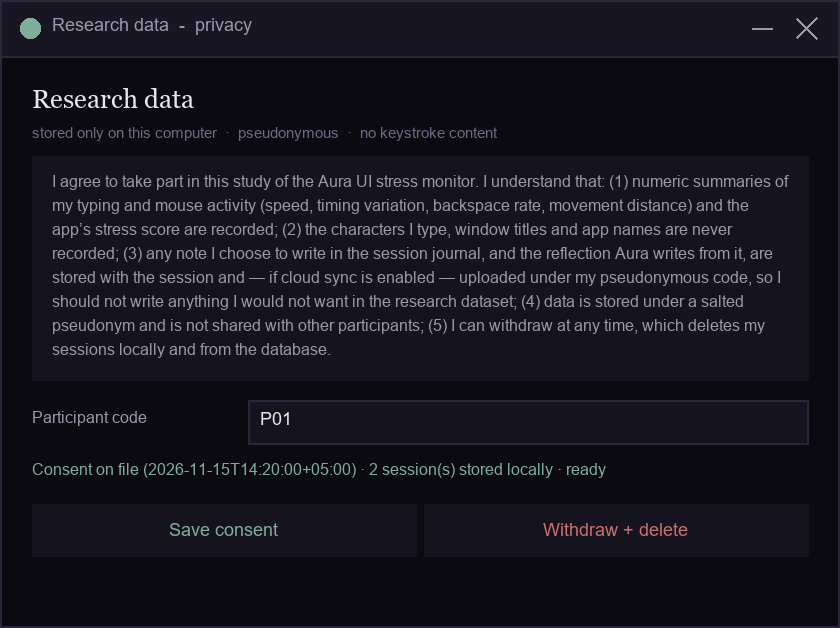 Research data - privacy
Research data
stored only on this computer · pseudonymous · no keystroke content
I agree to take part in this study of the Aura UI stress monitor. I understand that: (1) numeric summaries of
my typing and mouse activity (speed, timing variation, backspace rate, movement distance) and the
app's stress score are recorded; (2) the characters I type, window titles and app names are never
recorded; (3) any note I choose to write in the session journal, and the reflection Aura writes from it, are
stored with the session and — if cloud sync is enabled — uploaded under my pseudonymous code, so I
should not write anything I would not want in the research dataset; (4) data is stored under a salted
pseudonym and is not shared with other participants; (5) I can withdraw at any time, which deletes my
sessions locally and from the database.
Participant code
P01
Consent on file (2026-11-15T14:20:00+05:00) · 2 session(s) stored locally · ready
Save consent
Withdraw + delete